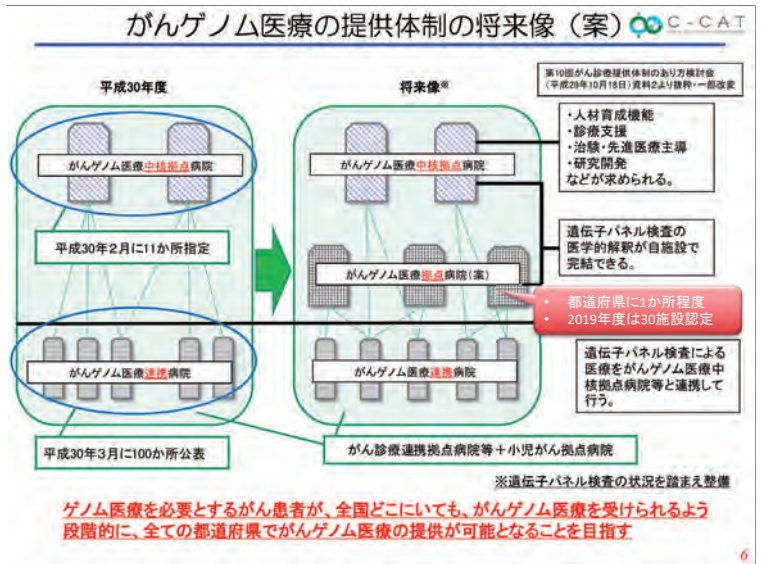 がんゲノム医療の提供体制の将来像（案）
C-CAT
第10回がん診療提供体制のあり方検討会
（平成29年10月18日）資料2より抜粋・一部改変
平成30年度
将来像※
がんゲノム医療中核拠点病院
がんゲノム医療中核拠点病院
・人材育成機能
・診療支援
・治験・先進医療主導
・研究開発
などが求められる。
平成30年2月に11か所指定
遺伝子パネル検査の
医学的解釈が自施設で
完結できる。
がんゲノム医療拠点病院（案）
• 都道府県に1か所程度
• 2019年度は30施設認定
がんゲノム医療連携病院
がんゲノム医療連携病院
遺伝子パネル検査による
医療をがんゲノム医療中
核拠点病院等と連携して
行う。
平成30年3月に100か所公表
がん診療連携拠点病院等＋小児がん拠点病院
※遺伝子パネル検査の状況を踏まえ整備
ゲノム医療を必要とするがん患者が、全国どこにいても、がんゲノム医療を受けられるよう
段階的に、全ての都道府県でがんゲノム医療の提供が可能となることを目指す
6